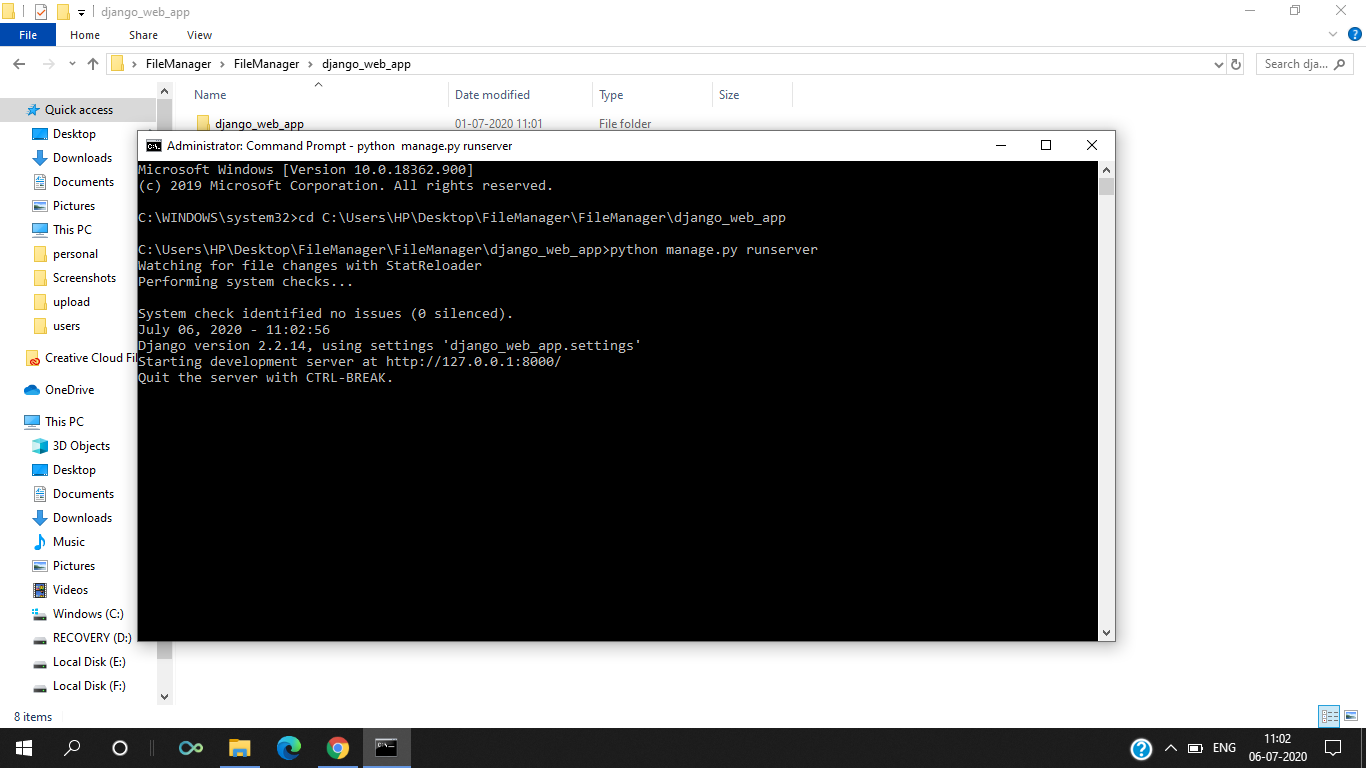 django_web_app
File Home Share View
FileManager FileManager django_web_app
Search dja...
Name Date modified Type Size
django_web_app 01-07-2020 11:01 File folder
Quick access
Desktop
Downloads
Documents
Pictures
This PC
personal
Screenshots
upload
users
Creative Cloud Fil
OneDrive
This PC
3D Objects
Desktop
Documents
Downloads
Music
Pictures
Videos
Windows (C:)
RECOVERY (D:)
Local Disk (E:)
Local Disk (F:)
8 items
Administrator: Command Prompt - python manage.py runserver
Microsoft Windows [Version 10.0.18362.900]
(c) 2019 Microsoft Corporation. All rights reserved.
C:\WINDOWS\system32>cd C:\Users\HP\Desktop\FileManager\FileManager\django_web_app
C:\Users\HP\Desktop\FileManager\FileManager\django_web_app>python manage.py runserver
Watching for file changes with StatReloader
Performing system checks...
System check identified no issues (0 silenced).
July 06, 2020 - 11:02:56
Django version 2.2.14, using settings 'django_web_app.settings'
Starting development server at http://127.0.0.1:8000/
Quit the server with CTRL-BREAK.
ENG
11:02
06-07-2020